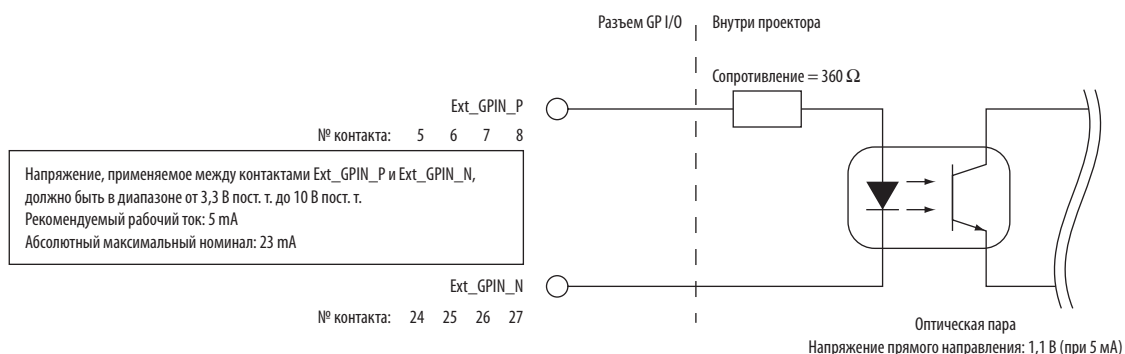 Разъем GP I/O
Внутри проектора
Сопротивление = 360 Ω
Ext_GPIN_P
№ контакта: 5 6 7 8
Напряжение, применяемое между контактами Ext_GPIN_P и Ext_GPIN_N,
должно быть в диапазоне от 3,3 В пост. т. до 10 В пост. т.
Рекомендуемый рабочий ток: 5 mA
Абсолютный максимальный номинал: 23 mA
Ext_GPIN_N
№ контакта: 24 25 26 27
Оптическая пара
Напряжение прямого направления: 1,1 В (при 5 мА)